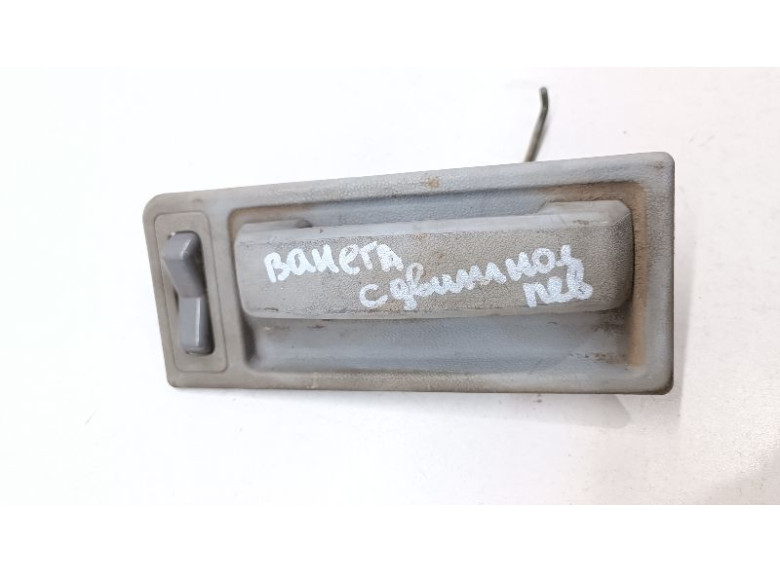 ванета
сдвижной
лев